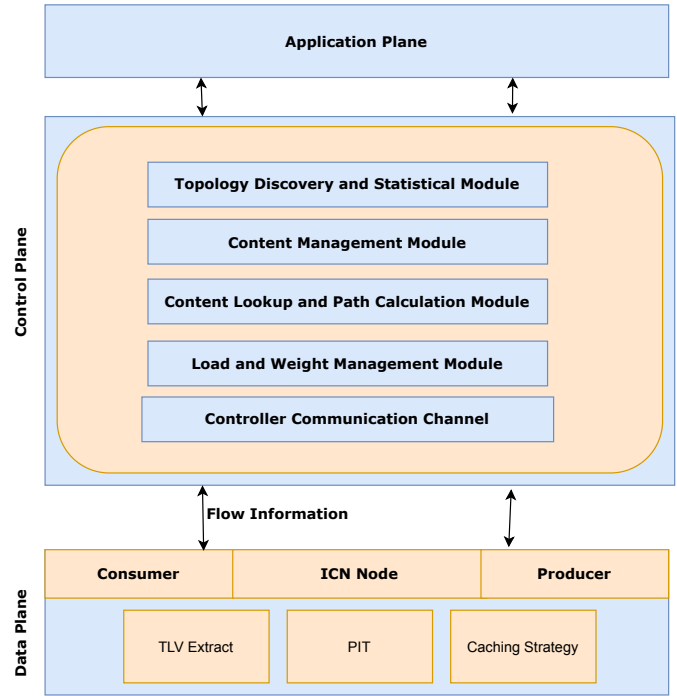 Application Plane
Control Plane
Topology Discovery and Statistical Module
Content Management Module
Content Lookup and Path Calculation Module
Load and Weight Management Module
Controller Communication Channel
Flow Information
Data Plane
Consumer
ICN Node
Producer
TLV Extract
PIT
Caching Strategy